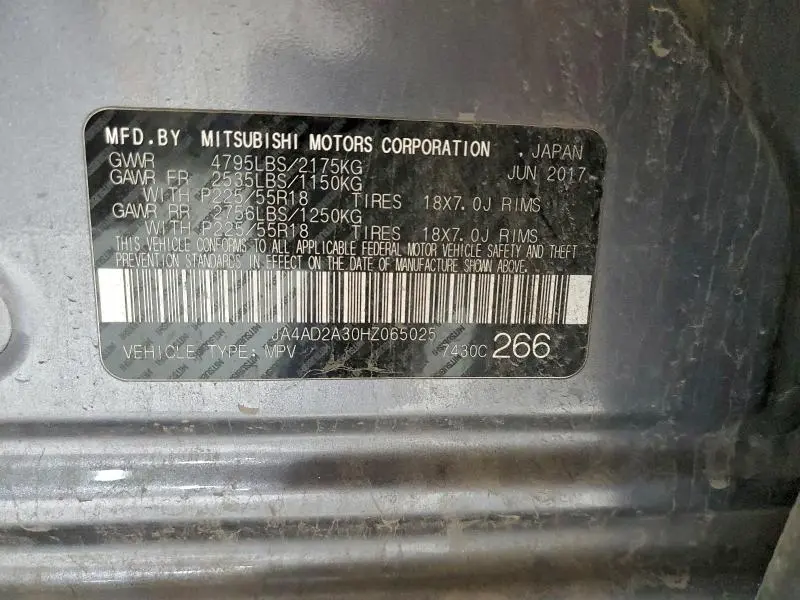 MFD.BY MITSUBISHI MOTORS CORPORATION , JAPAN
GWVR 4795LBS/2175KG JUN 2017
GAWR FR 2535LBS/1150KG
WITH P225/55R18 TIRES 18X7.0J RIMS
GAWR RR 2756LBS/1250KG
WITH P225/55R18 TIRES 18X7.0J RIMS
THIS VEHICLE CONFORMS TO ALL APPLICABLE FEDERAL MOTOR VEHICLE SAFETY AND THEFT
PREVENTION STANDARDS IN EFFECT ON THE DATE OF MANUFACTURE SHOWN ABOVE.
JA4AD2A30HZ065025
VEHICLE TYPE: MPV 7430C 266